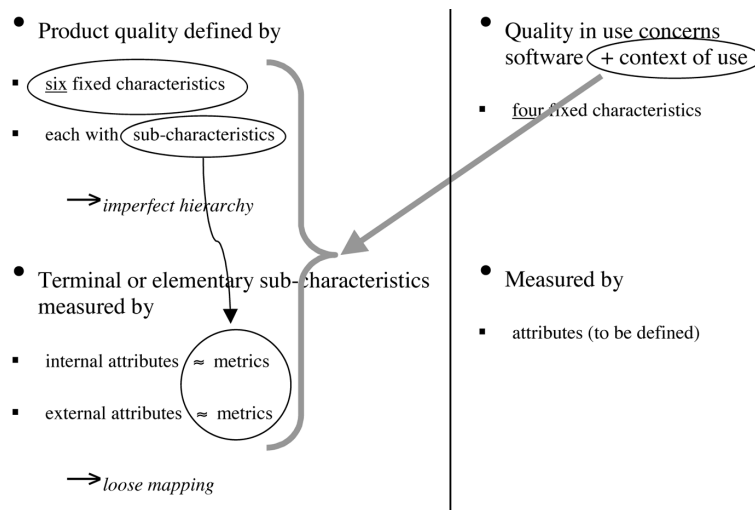 • Product quality defined by
▪ six fixed characteristics
▪ each with sub-characteristics
→ imperfect hierarchy
• Terminal or elementary sub-characteristics
measured by
▪ internal attributes ≈ metrics
▪ external attributes ≈ metrics
→ loose mapping
• Quality in use concerns
software + context of use
▪ four fixed characteristics
• Measured by
▪ attributes (to be defined)